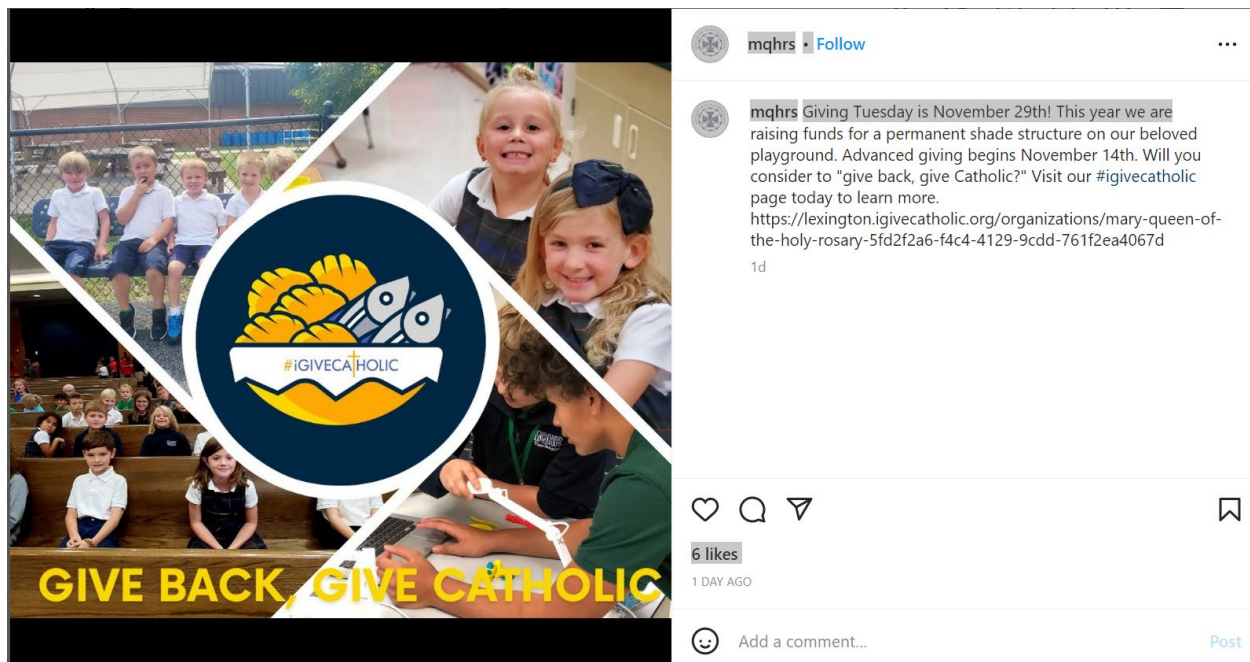 mqhrs • Follow
mqhrs Giving Tuesday is November 29th! This year we are
raising funds for a permanent shade structure on our beloved
playground. Advanced giving begins November 14th. Will you
consider to "give back, give Catholic?" Visit our #igivecatholic
page today to learn more.
https://lexington.igivecatholic.org/organizations/mary-queen-of-
the-holy-rosary-5fd2f2a6-f4c4-4129-9cdd-761f2ea4067d
1d
#iGIVECATHOLIC
GIVE BACK, GIVE CATHOLIC
6 likes
1 DAY AGO
Add a comment...
Post